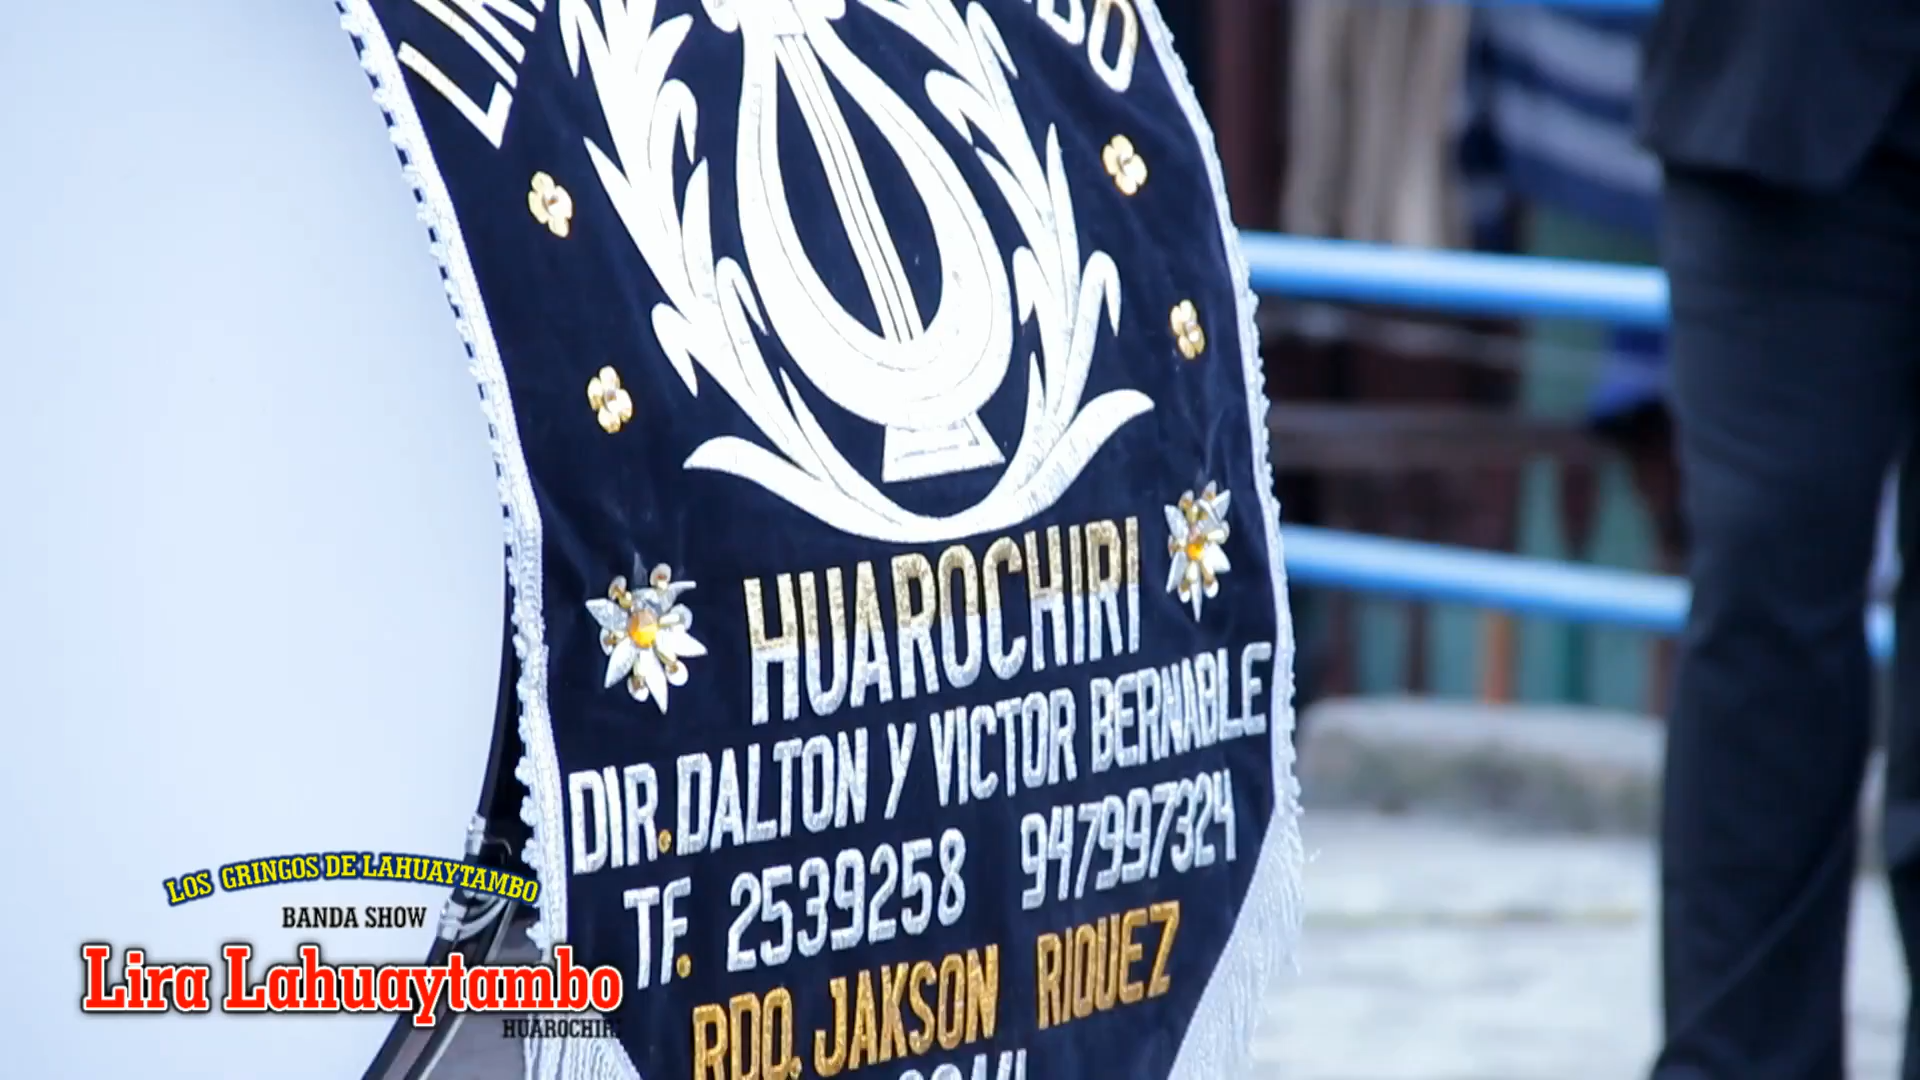 HUAROCHIRI
DIR. DALTON Y VICTOR BERNABLE
TF. 2539258 947997324
RDO. JAKSON RIQUEZ
LOS GRINGOS DE LAHUAYTAMBO
BANDA SHOW
Lira Lahuaytambo
HUAROCHIRI